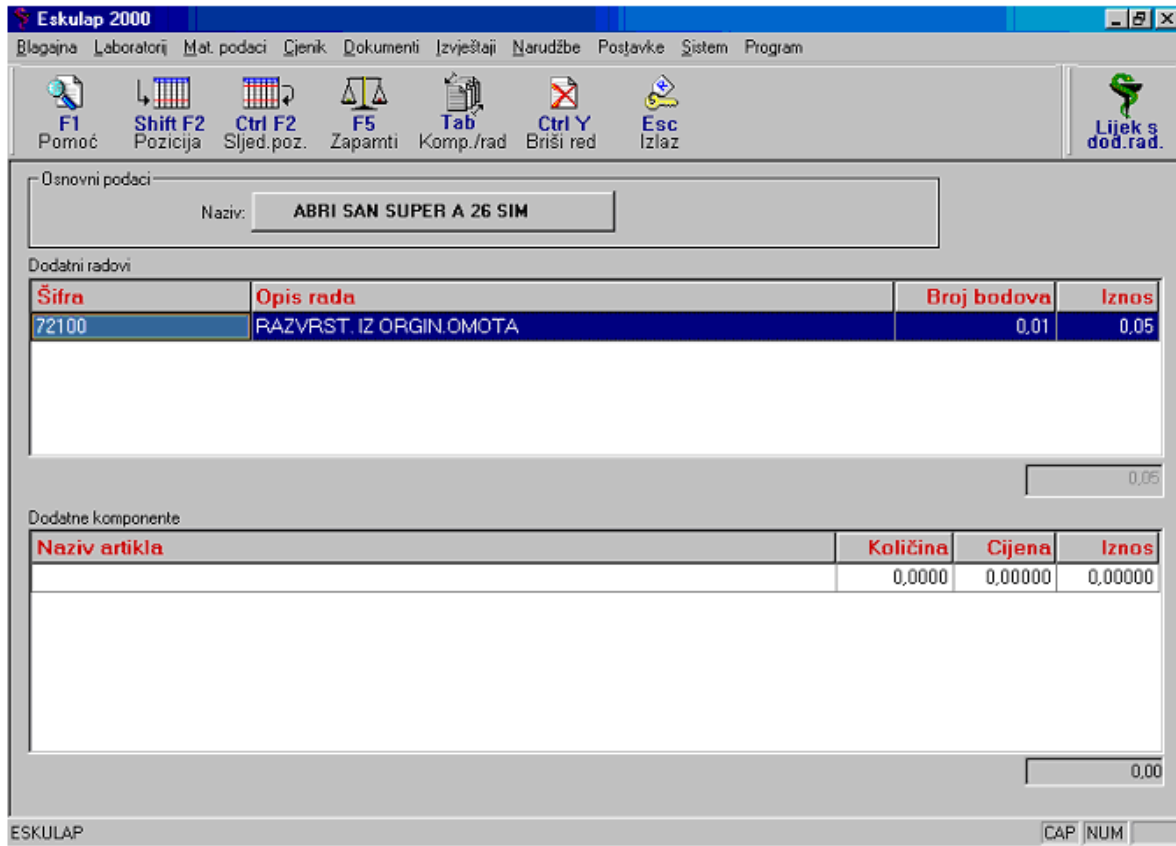 Eskulap 2000
Blagajna Laboratorij Mat. podaci Cjenik Dokumenti Izvještaji Narudžbe Postavke Sistem Program
F1 Shift F2 Ctrl F2 F5 Tab Ctrl Y Esc Lijek s
Pomoć Pozicija Sljed.poz. Zapamti Komp./rad Briši red Izlaz dod.rad.
Osnovni podaci
Naziv: ABRI SAN SUPER A 26 SIM
Dodatni radovi
Šifra Opis rada Broj bodova Iznos
72100 RAZVRST. IZ ORGIN.OMOTA 0,01 0,05
0,05
Dodatne komponente
Naziv artikla Količina Cijena Iznos
0,0000 0,00000 0,00000
0,00
ESKULAP CAP NUM